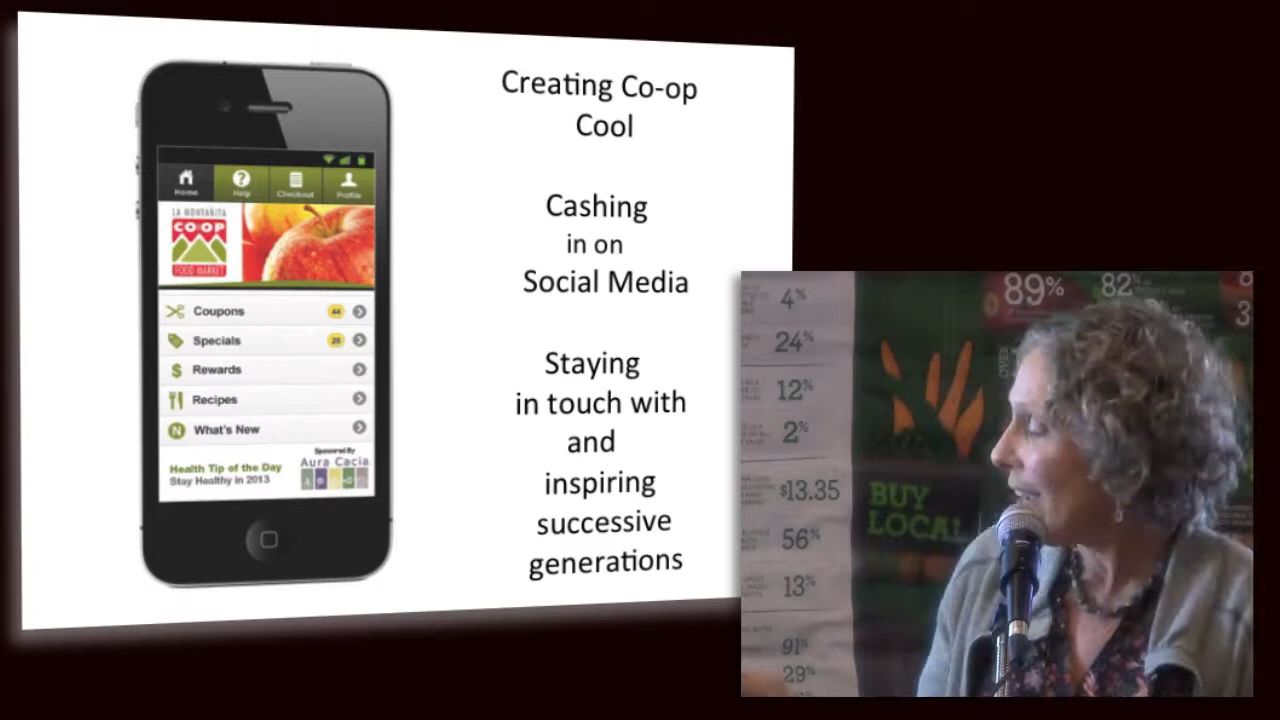 Creating Co-op
Cool
Cashing
in on
Social Media
Staying
in touch with
and
inspiring
successive
generations
Home
Help
Checkout
Profile
LA MONTAÑITA
CO-OP
FOOD MARKET
Coupons 44
Specials
Rewards
Recipes
What's New
Health Tip of the Day
Stay Healthy in 2013
Sponsored By
Aura Cacia
4%
24%
12%
2%
$13.35
56%
13%
91%
29%
89%
82%
OVER
BUY
LOCAL